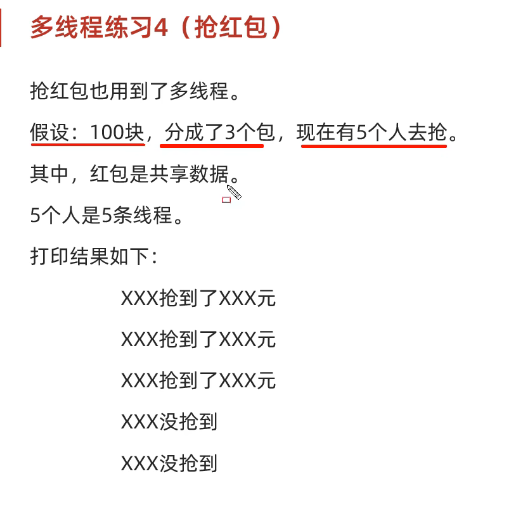 多线程练习4（抢红包）
抢红包也用到了多线程。
假设：100块，分成了3个包，现在有5个人去抢。
其中，红包是共享数据。
5个人是5条线程。
打印结果如下：
XXX抢到了XXX元
XXX抢到了XXX元
XXX抢到了XXX元
XXX没抢到
XXX没抢到